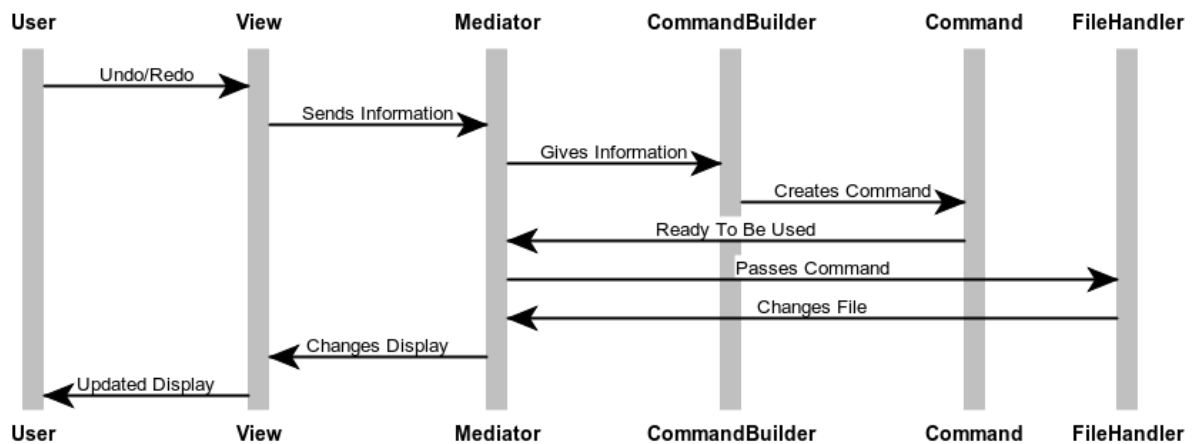 User View Mediator CommandBuilder Command FileHandler
Undo/Redo
Sends Information
Gives Information
Creates Command
Ready To Be Used
Passes Command
Changes File
Changes Display
Updated Display
User View Mediator CommandBuilder Command FileHandler